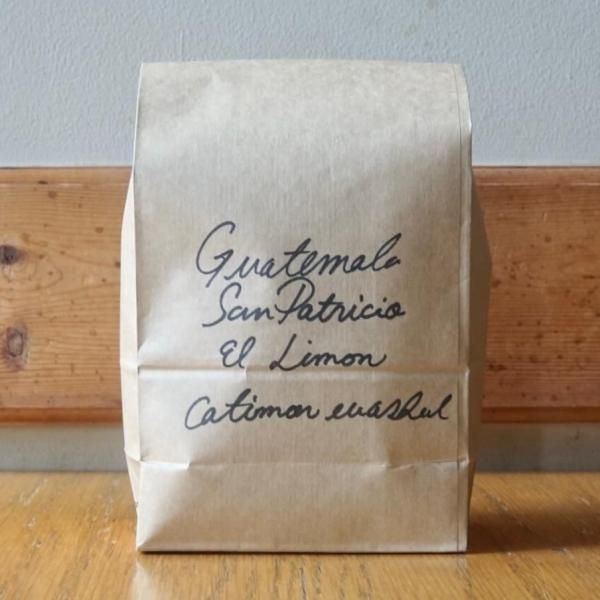 Guatemala
San Patricio
El Limon
Catimor washed